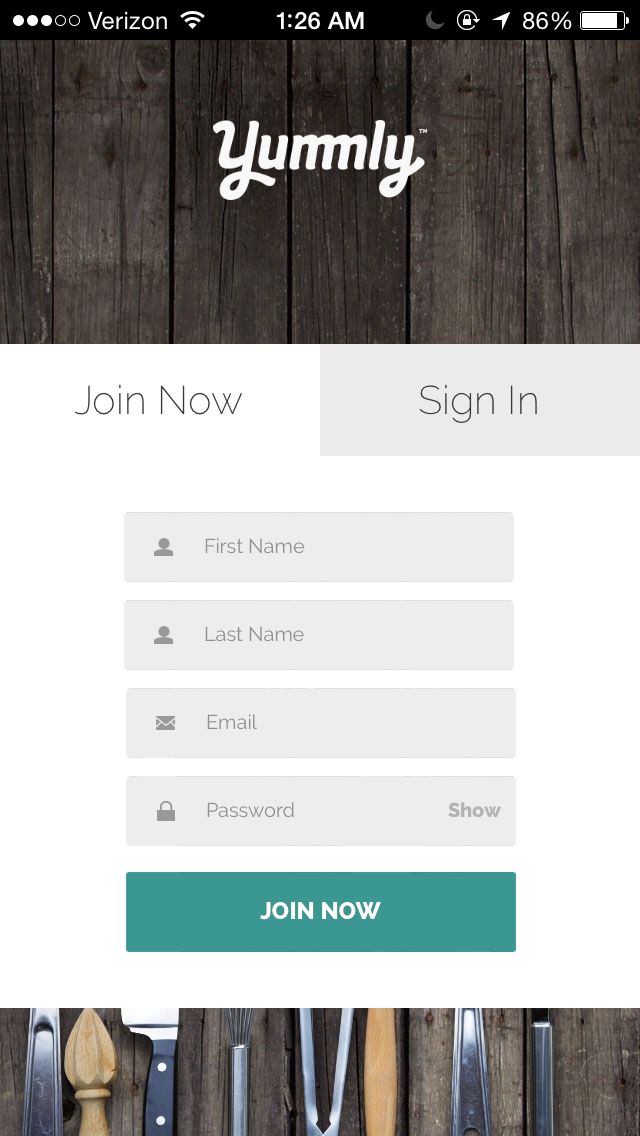 Verizon 1:26 AM 86%
Yummly™
Join Now Sign In
First Name
Last Name
Email
Password Show
JOIN NOW